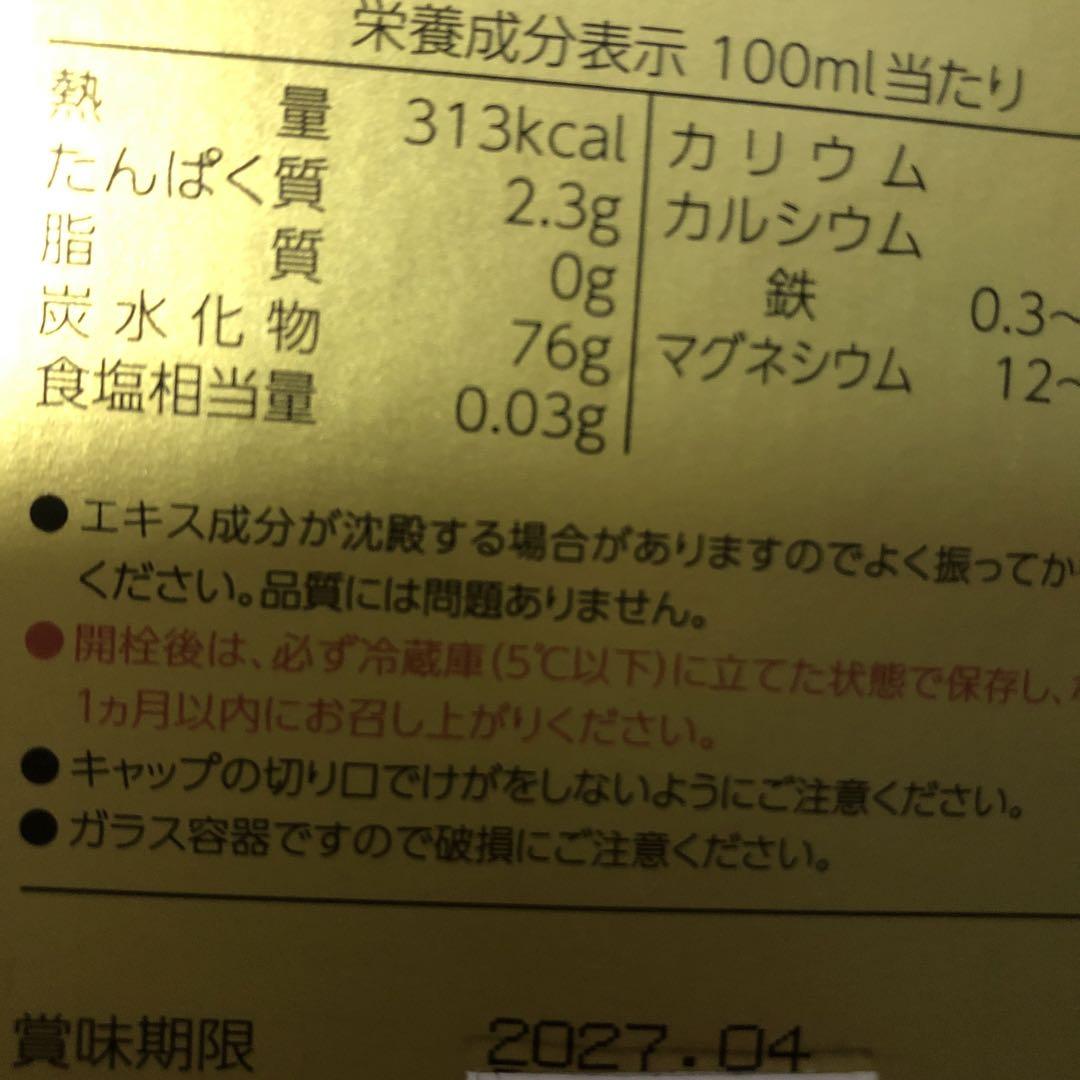 栄養成分表示 100ml当たり
熱量 313kcal カリウム
たんぱく質 2.3g カルシウム
脂質 0g 鉄 0.3~
炭水化物 76g マグネシウム 12~
食塩相当量 0.03g
●エキス成分が沈殿する場合がありますのでよく振ってか
ください。品質には問題ありません。
●開栓後は、必ず冷蔵庫(5℃以下)に立てた状態で保存し、
1ヵ月以内にお召し上がりください。
●キャップの切り口でけがをしないようにご注意ください。
●ガラス容器ですので破損にご注意ください。
賞味期限 2027.04